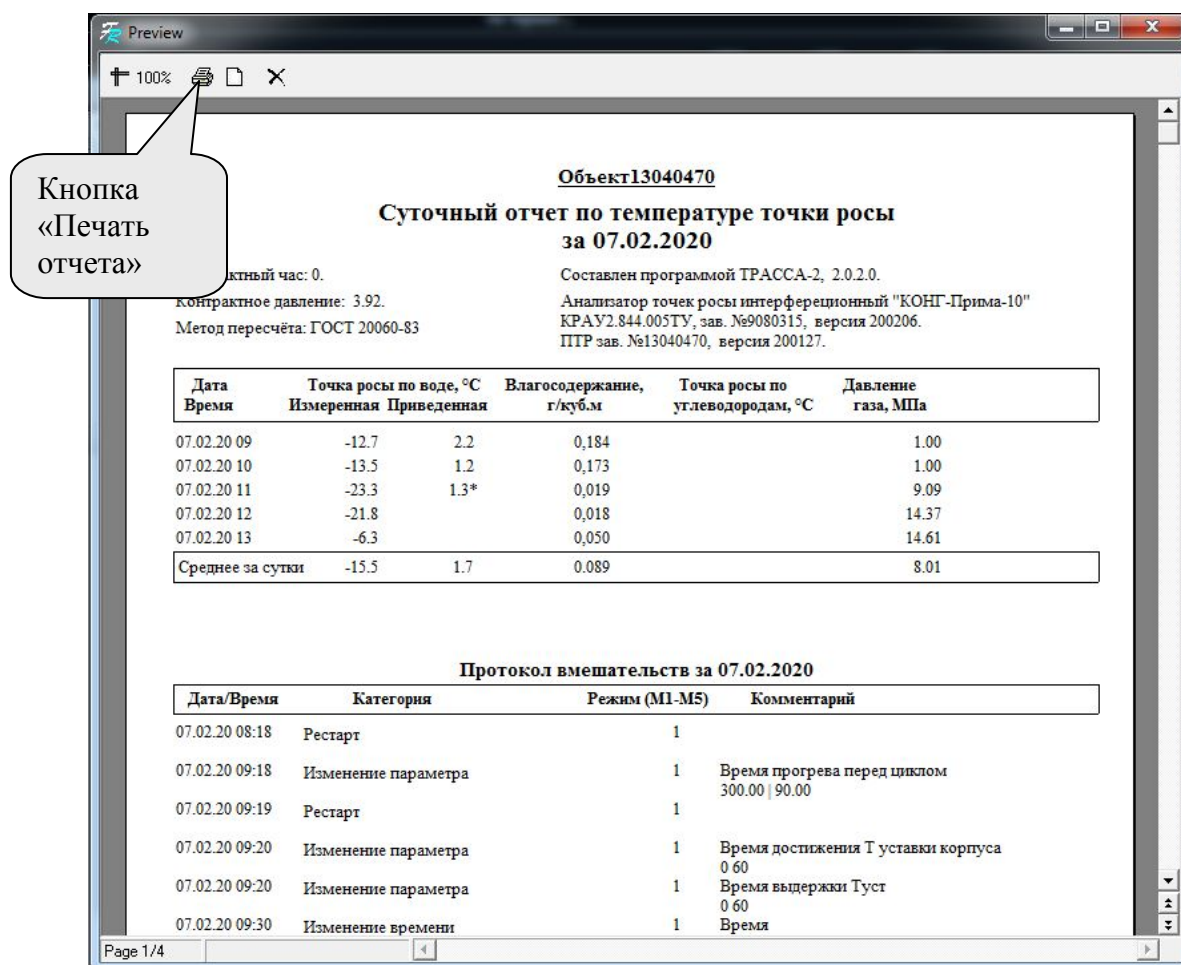 Preview
100%
Кнопка
«Печать
отчета»
Объект13040470
Суточный отчет по температуре точки росы
за 07.02.2020
ктный час: 0.
Контрактное давление: 3.92.
Метод пересчёта: ГОСТ 20060-83
Составлен программой ТРАССА-2, 2.0.2.0.
Анализатор точек росы интерфереционный "КОНГ-Прима-10"
КРАУ2.844.005ТУ, зав. №9080315, версия 200206.
ПТР зав. №13040470, версия 200127.
Дата Точка росы по воде, °С Влагосодержание, Точка росы по Давление
Время Измеренная Приведенная г/куб.м углеводородам, °С газа, МПа
07.02.20 09 -12.7 2.2 0,184 1.00
07.02.20 10 -13.5 1.2 0,173 1.00
07.02.20 11 -23.3 1.3* 0,019 9.09
07.02.20 12 -21.8 0,018 14.37
07.02.20 13 -6.3 0,050 14.61
Среднее за сутки -15.5 1.7 0.089 8.01
Протокол вмешательств за 07.02.2020
Дата/Время Категория Режим (М1-М5) Комментарий
07.02.20 08:18 Рестарт 1
07.02.20 09:18 Изменение параметра 1 Время прогрева перед циклом
300.00 | 90.00
07.02.20 09:19 Рестарт 1
07.02.20 09:20 Изменение параметра 1 Время достижения Т уставки корпуса
0 60
07.02.20 09:20 Изменение параметра 1 Время выдержки Туст
0 60
07.02.20 09:30 Изменение времени 1 Время
Page 1/4